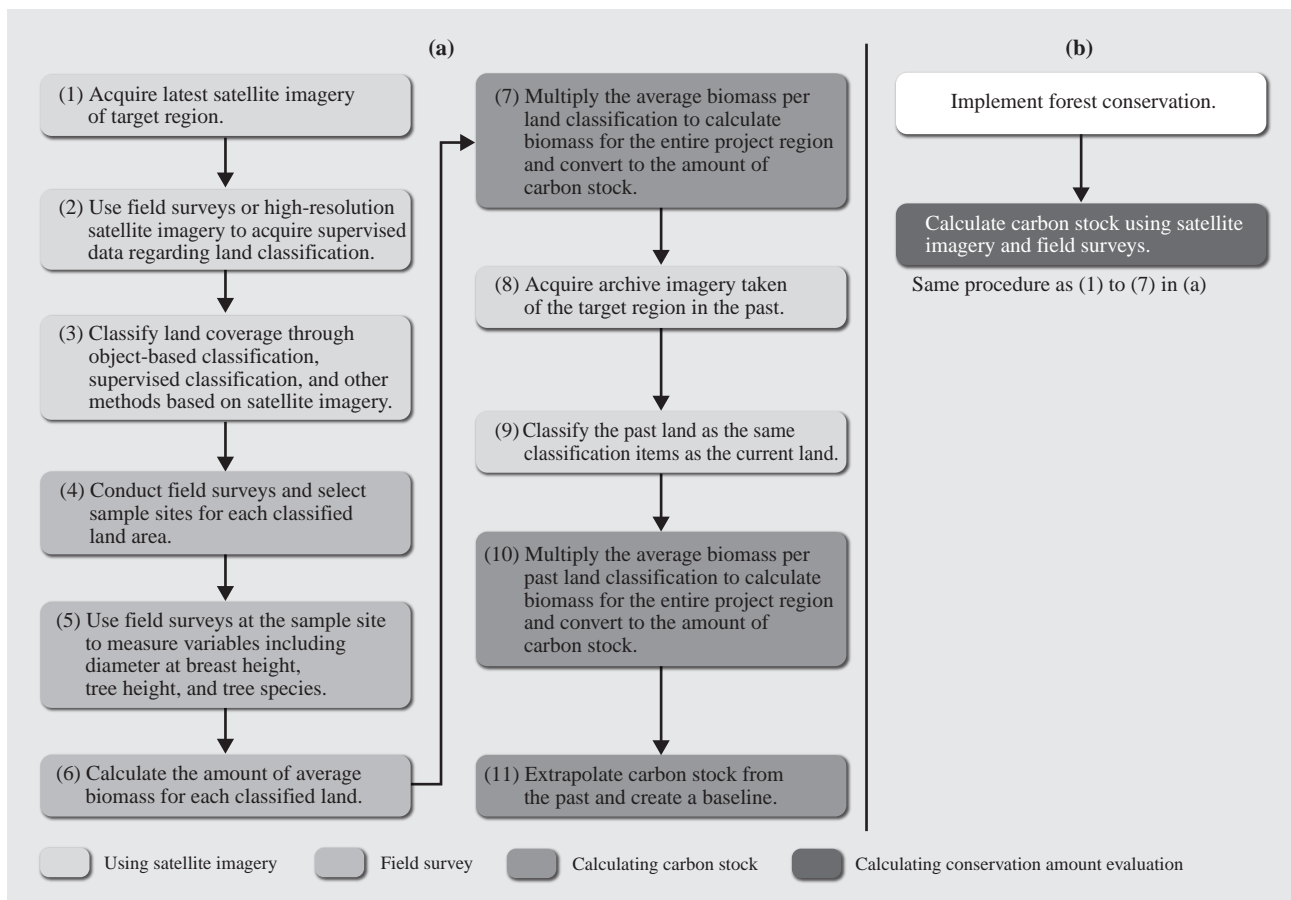 (a)
(1) Acquire latest satellite imagery
of target region.
(2) Use field surveys or high-resolution
satellite imagery to acquire supervised
data regarding land classification.
(3) Classify land coverage through
object-based classification,
supervised classification, and other
methods based on satellite imagery.
(4) Conduct field surveys and select
sample sites for each classified
land area.
(5) Use field surveys at the sample site
to measure variables including
diameter at breast height,
tree height, and tree species.
(6) Calculate the amount of average
biomass for each classified land.
(7) Multiply the average biomass per
land classification to calculate
biomass for the entire project region
and convert to the amount of
carbon stock.
(8) Acquire archive imagery taken
of the target region in the past.
(9) Classify the past land as the same
classification items as the current land.
(10) Multiply the average biomass per
past land classification to calculate
biomass for the entire project region
and convert to the amount of
carbon stock.
(11) Extrapolate carbon stock from
the past and create a baseline.
(b)
Implement forest conservation.
Calculate carbon stock using satellite
imagery and field surveys.
Same procedure as (1) to (7) in (a)
Using satellite imagery
Field survey
Calculating carbon stock
Calculating conservation amount evaluation